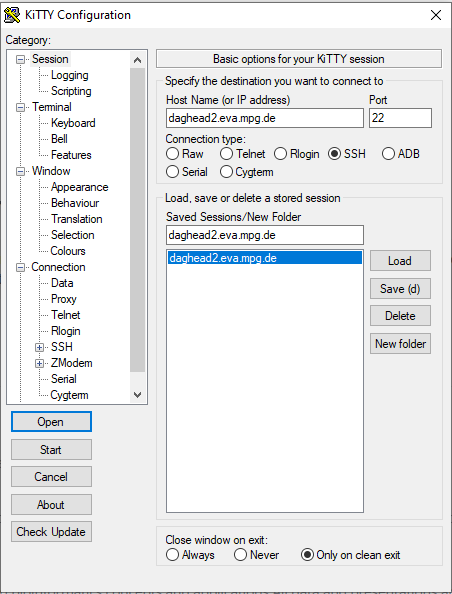 KiTTY Configuration
Category:
Session
Logging
Scripting
Terminal
Keyboard
Bell
Features
Window
Appearance
Behaviour
Translation
Selection
Colours
Connection
Data
Proxy
Telnet
Rlogin
SSH
ZModem
Serial
Cygterm
Open
Start
Cancel
About
Check Update
Basic options for your KiTTY session
Specify the destination you want to connect to
Host Name (or IP address) Port
daghead2.eva.mpg.de 22
Connection type:
Raw Telnet Rlogin SSH ADB
Serial Cygterm
Load, save or delete a stored session
Saved Sessions/New Folder
daghead2.eva.mpg.de
daghead2.eva.mpg.de
Load
Save (d)
Delete
New folder
Close window on exit:
Always Never Only on clean exit